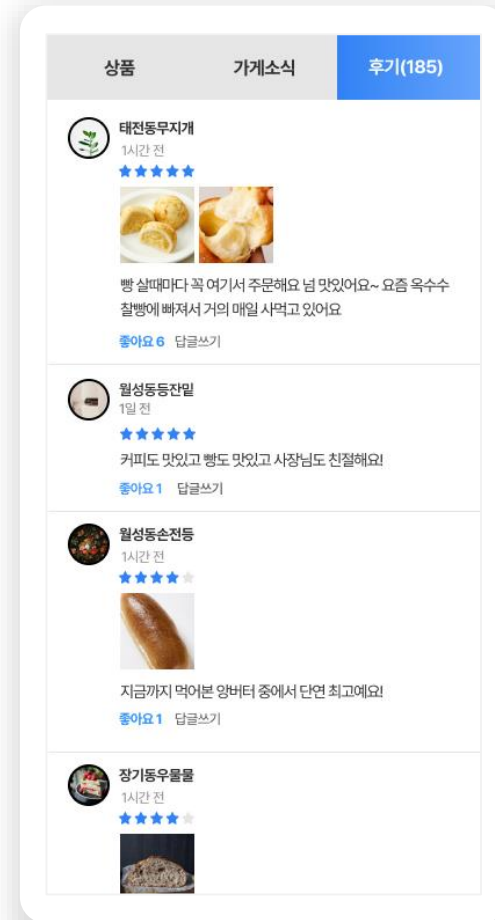 상품
가게소식
후기(185)
태전동무지개
1시간 전
빵 살때마다 꼭 여기서 주문해요 넘 맛있어요~ 요즘 옥수수
찰빵에 빠져서 거의 매일 사먹고 있어요
좋아요 6 답글쓰기
월성동등잔밑
1일 전
커피도 맛있고 빵도 맛있고 사장님도 친절해요!
좋아요 1 답글쓰기
월성동손전등
1시간 전
지금까지 먹어본 앙버터 중에서 단연 최고예요!
좋아요 1 답글쓰기
장기동우물물
1시간 전